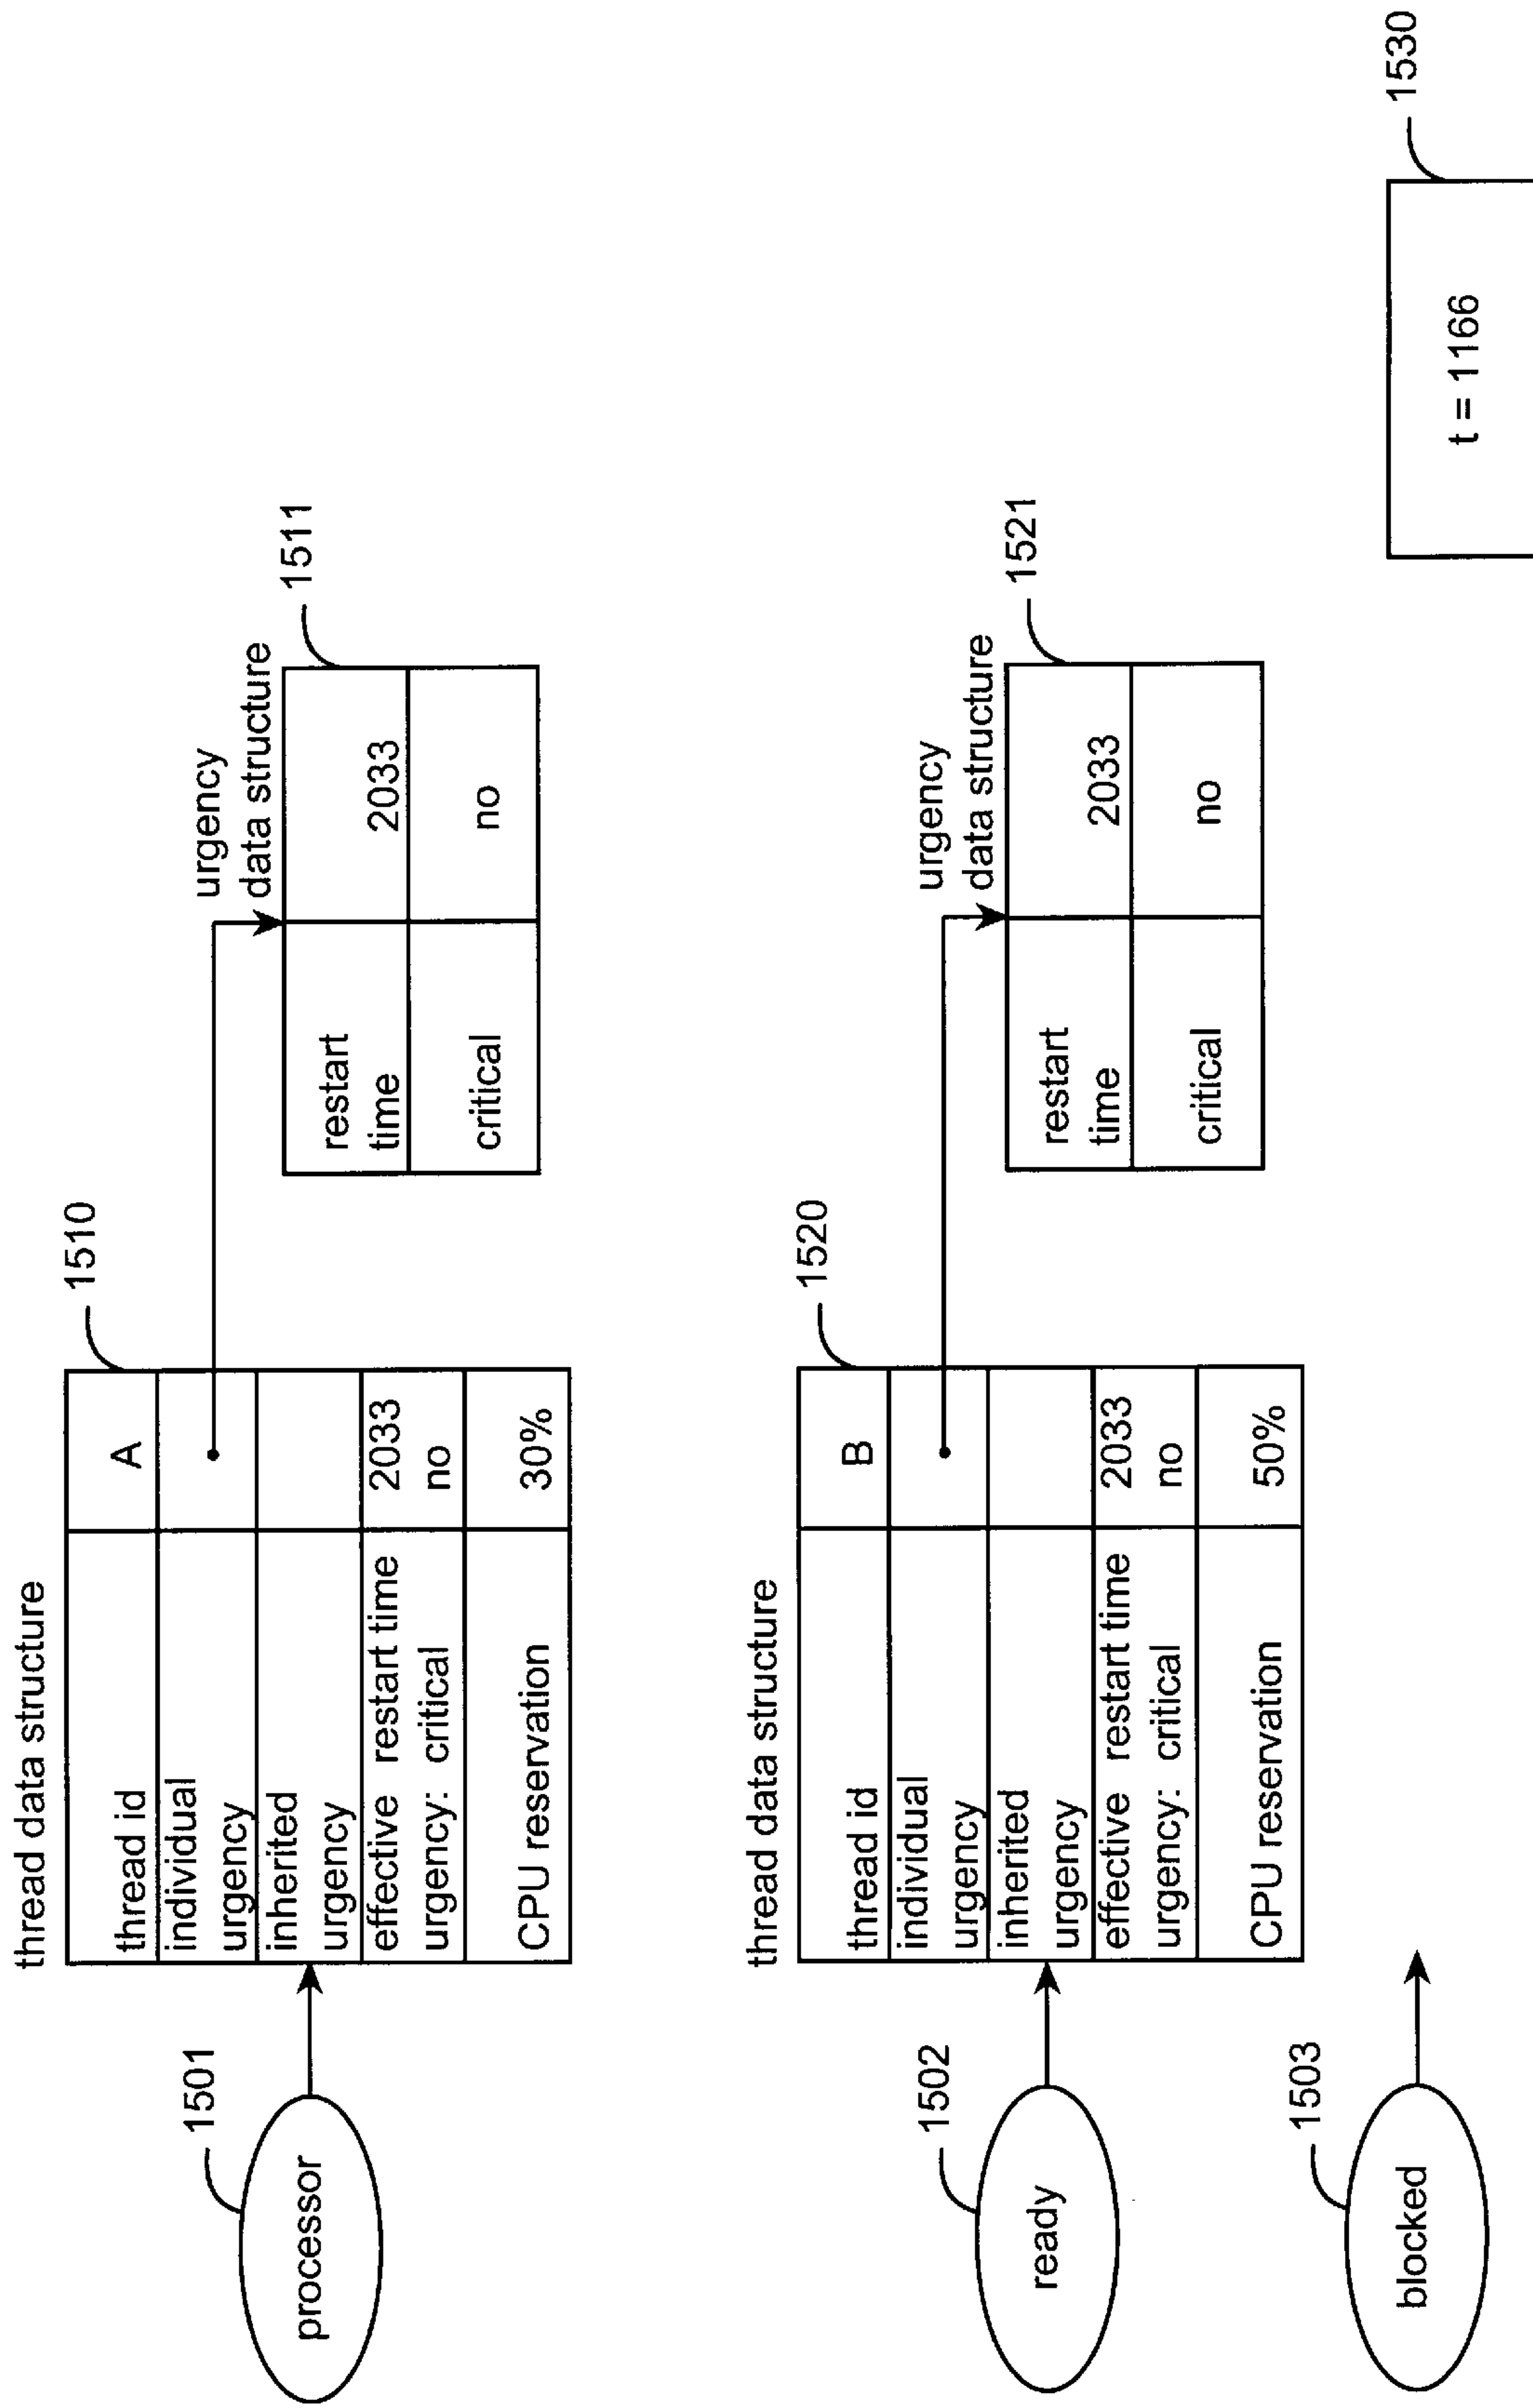 thread data structure
1510
1501
processor
thread id A
individual
urgency
inherited
urgency
effective restart time 2033
urgency: critical no
CPU reservation 30%
urgency
data structure
1511
restart
time 2033
critical no
thread data structure
1520
1502
ready
thread id B
individual
urgency
inherited
urgency
effective restart time 2033
urgency: critical no
CPU reservation 50%
urgency
data structure
1521
restart
time 2033
critical no
1503
blocked
1530
t = 1166